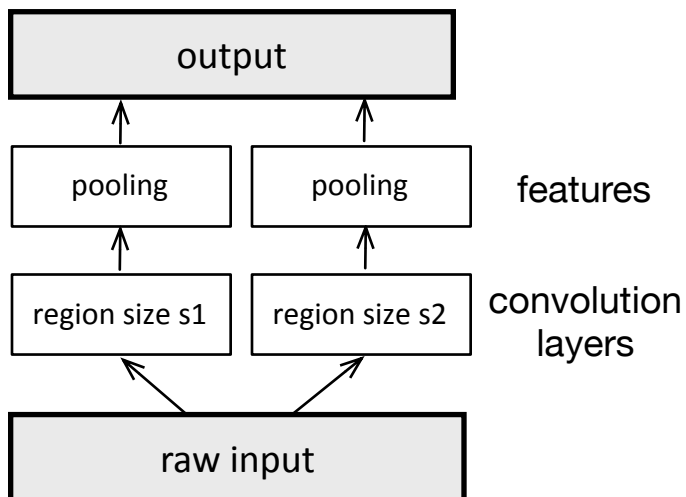 output
pooling
pooling
features
region size s1
region size s2
convolution
layers
raw input